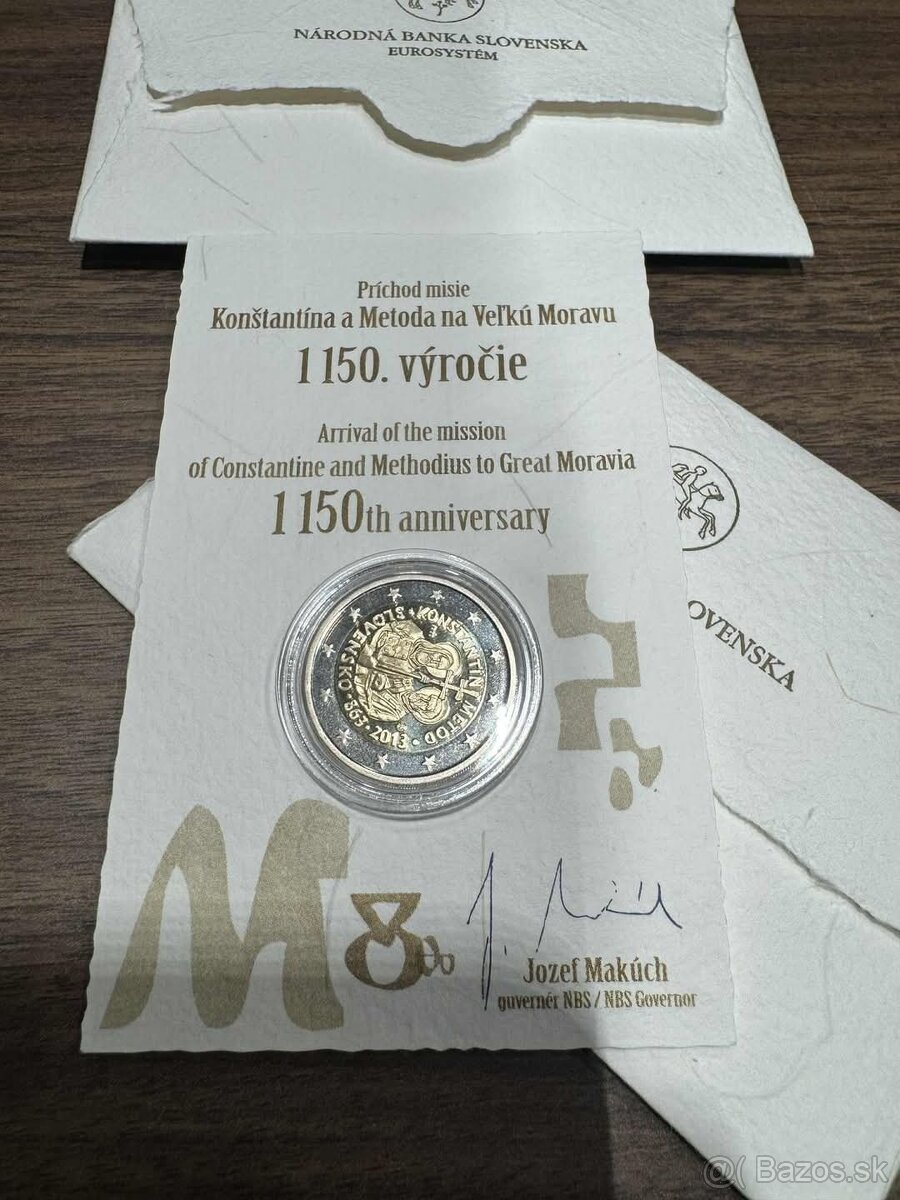 NÁRODNÁ BANKA SLOVENSKA
EUROSYSTÉM
Príchod misie
Konštantína a Metoda na Veľkú Moravu
1 150. výročie
Arrival of the mission
of Constantine and Methodius to Great Moravia
1 150th anniversary
SLOVENSKO · KONŠTANTÍN METOD · 863 · 2013
OVENSKA
Jozef Makúch
guvernér NBS / NBS Governor
@( Bazos.sk